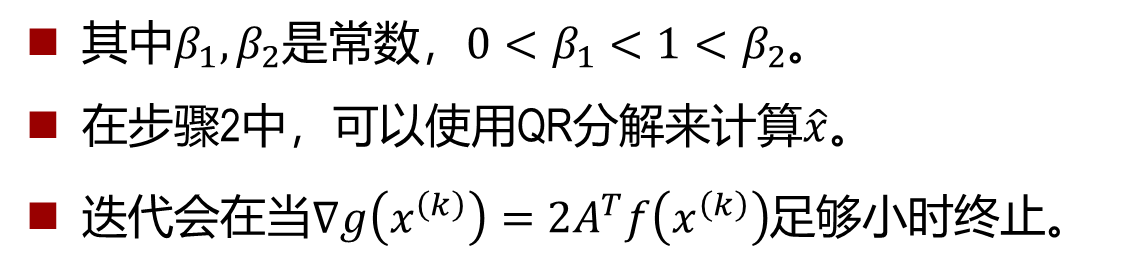 ■ 其中𝛽₁,𝛽₂是常数，0 < 𝛽₁ < 1 < 𝛽₂。
■ 在步骤2中，可以使用QR分解来计算x̂。
■ 迭代会在当∇g(x⁽ᵏ⁾) = 2Aᵀf(x⁽ᵏ⁾)足够小时终止。